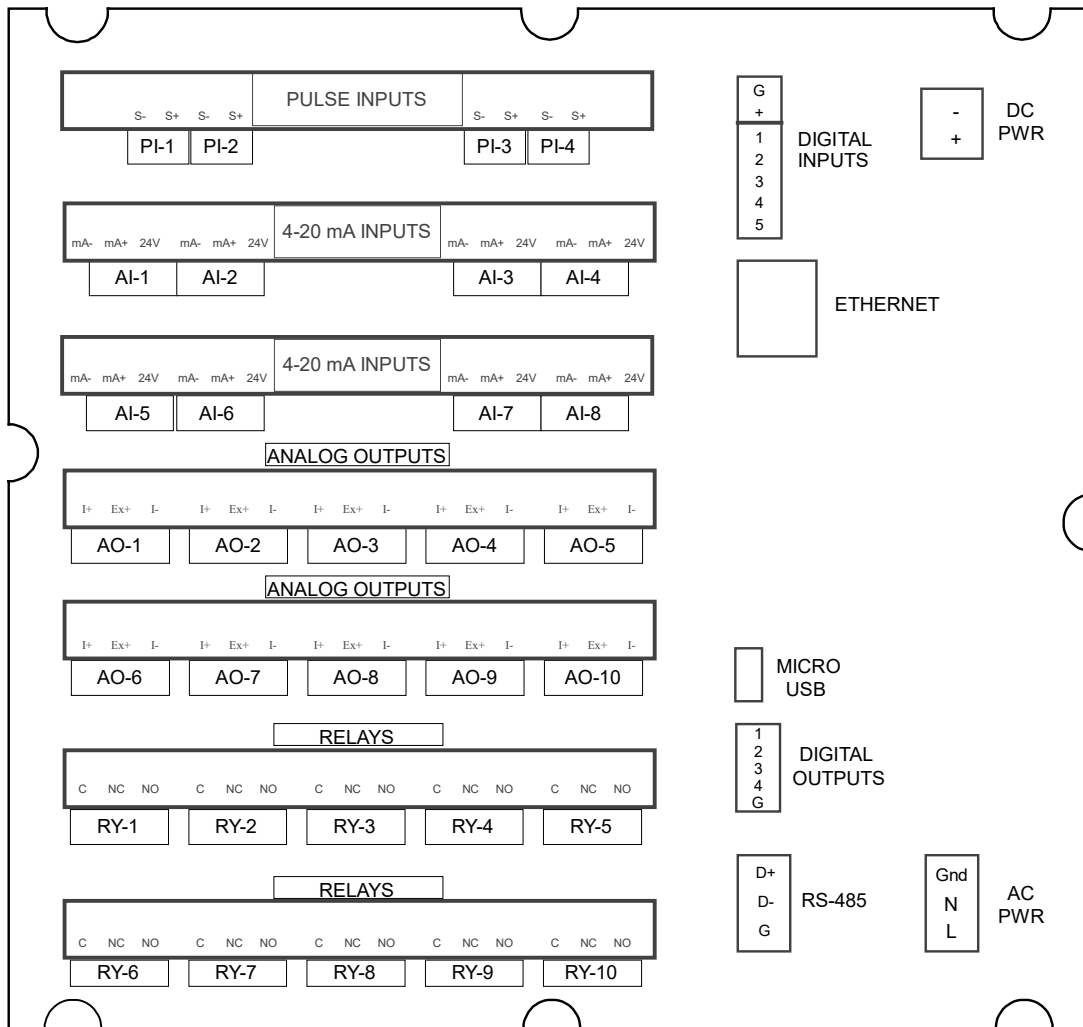 PULSE INPUTS
S- S+ S- S+ S- S+ S- S+
PI-1 PI-2 PI-3 PI-4
4-20 mA INPUTS
mA- mA+ 24V mA- mA+ 24V mA- mA+ 24V mA- mA+ 24V
AI-1 AI-2 AI-3 AI-4
4-20 mA INPUTS
mA- mA+ 24V mA- mA+ 24V mA- mA+ 24V mA- mA+ 24V
AI-5 AI-6 AI-7 AI-8
ANALOG OUTPUTS
I+ Ex+ I- I+ Ex+ I- I+ Ex+ I- I+ Ex+ I- I+ Ex+ I-
AO-1 AO-2 AO-3 AO-4 AO-5
ANALOG OUTPUTS
I+ Ex+ I- I+ Ex+ I- I+ Ex+ I- I+ Ex+ I- I+ Ex+ I-
AO-6 AO-7 AO-8 AO-9 AO-10
RELAYS
C NC NO C NC NO C NC NO C NC NO C NC NO
RY-1 RY-2 RY-3 RY-4 RY-5
RELAYS
C NC NO C NC NO C NC NO C NC NO C NC NO
RY-6 RY-7 RY-8 RY-9 RY-10
G
+
1
2
3
4
5
DIGITAL
INPUTS
-
+
DC
PWR
ETHERNET
MICRO
USB
1
2
3
4
G
DIGITAL
OUTPUTS
D+
D-
G
RS-485
Gnd
N
L
AC
PWR